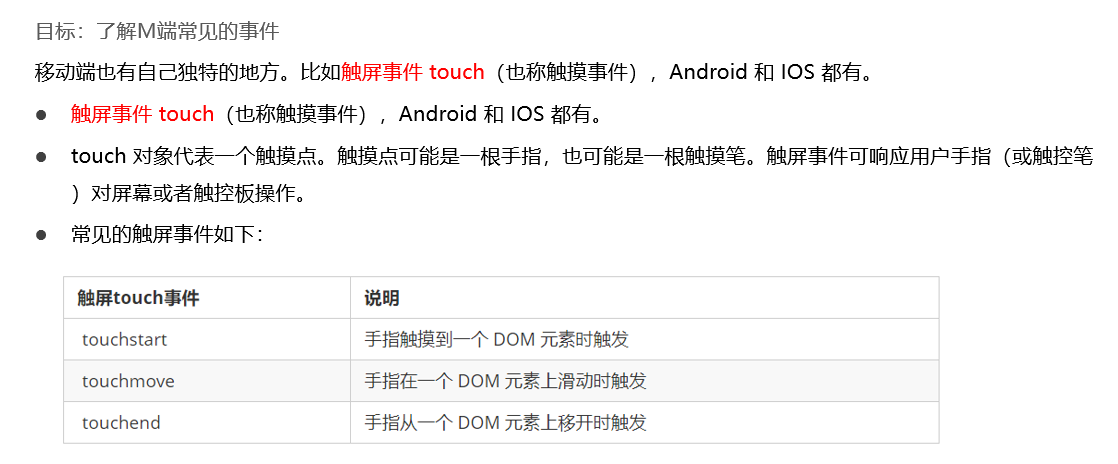 目标：了解M端常见的事件
移动端也有自己独特的地方。比如触屏事件 touch（也称触摸事件），Android 和 IOS 都有。
● 触屏事件 touch（也称触摸事件），Android 和 IOS 都有。
● touch 对象代表一个触摸点。触摸点可能是一根手指，也可能是一根触摸笔。触屏事件可响应用户手指（或触控笔
）对屏幕或者触控板操作。
● 常见的触屏事件如下：
触屏touch事件 说明
touchstart 手指触摸到一个 DOM 元素时触发
touchmove 手指在一个 DOM 元素上滑动时触发
touchend 手指从一个 DOM 元素上移开时触发